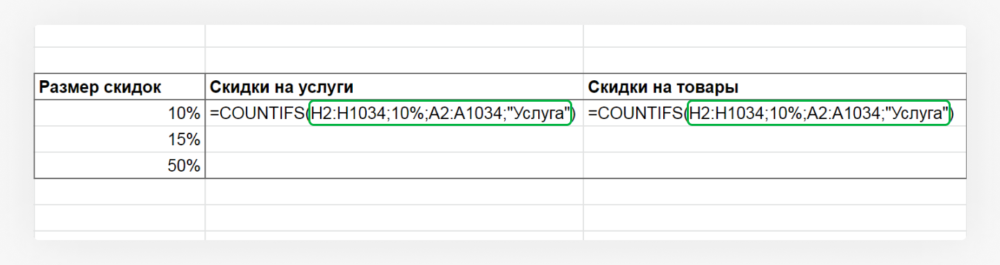 Размер скидок Скидки на услуги Скидки на товары
10% =COUNTIFS(H2:H1034;10%;A2:A1034;"Услуга") =COUNTIFS(H2:H1034;10%;A2:A1034;"Услуга")
15%
50%